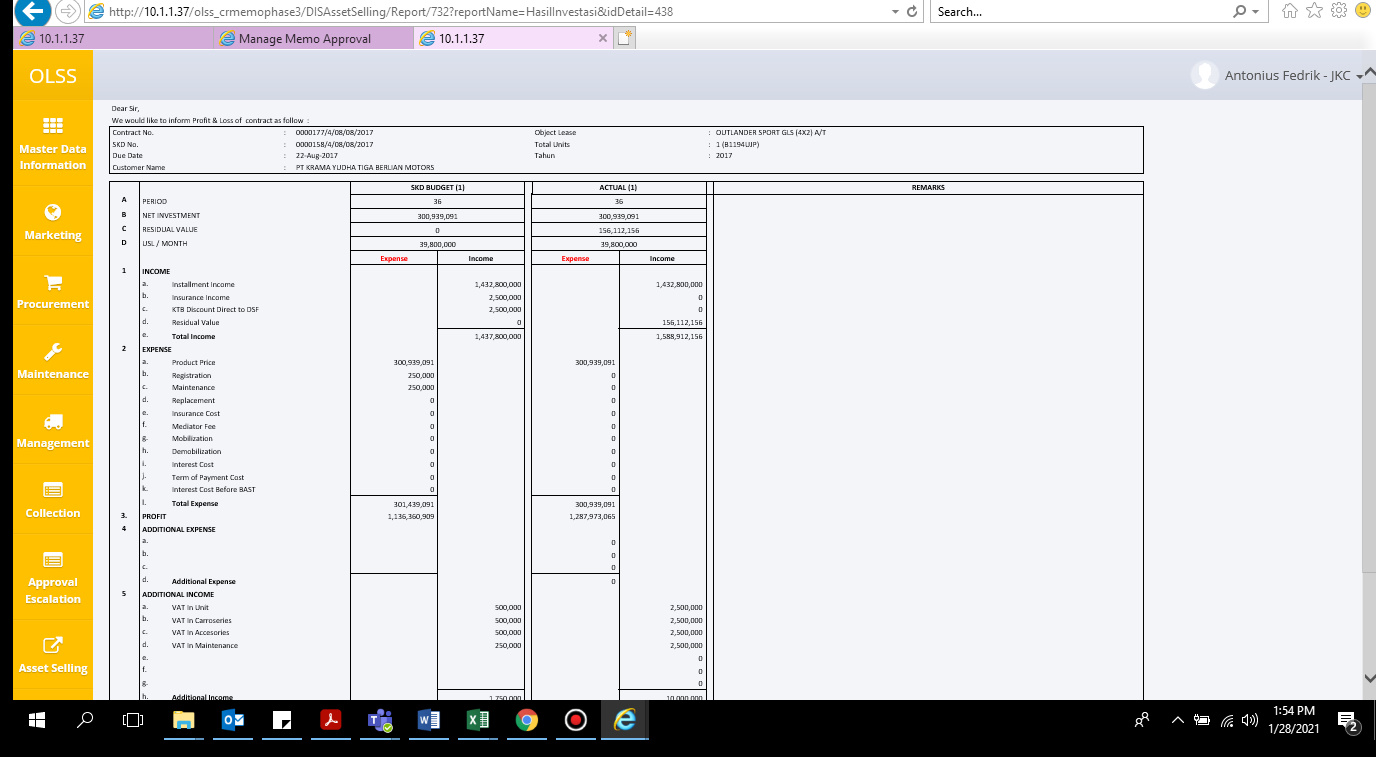 http://10.1.1.37/olss_crmemophase3/DISAssetSelling/Report/732?reportName=HasilInvestasi&idDetail=438
Search...
10.1.1.37
Manage Memo Approval
10.1.1.37
OLSS
Antonius Fedrik - JKC
Master Data Information
Marketing
Procurement
Maintenance
Management
Collection
Approval Escalation
Asset Selling
Dear Sir,
We would like to inform Profit & Loss of contract as follow :
Contract No. : 0000177/4/08/08/2017 Object Lease : OUTLANDER SPORT GLS (4X2) A/T
SKD No. : 0000158/4/08/08/2017 Total Units : 1 (B1194UJP)
Due Date : 22-Aug-2017 Tahun : 2017
Customer Name : PT KRAMA YUDHA TIGA BERLIAN MOTORS
SKD BUDGET (1) ACTUAL (1) REMARKS
A PERIOD 36 36
B NET INVESTMENT 300,939,091 300,939,091
C RESIDUAL VALUE 0 156,112,156
D USL / MONTH 39,800,000 39,800,000
Expense Income Expense Income
1 INCOME
a. Installment Income 1,432,800,000 1,432,800,000
b. Insurance Income 2,500,000 0
c. KTB Discount Direct to DSF 2,500,000 0
d. Residual Value 0 156,112,156
e. Total Income 1,437,800,000 1,588,912,156
2 EXPENSE
a. Product Price 300,939,091 300,939,091
b. Registration 250,000 0
c. Maintenance 250,000 0
d. Replacement 0 0
e. Insurance Cost 0 0
f. Mediator Fee 0 0
g. Mobilization 0 0
h. Demobilization 0 0
i. Interest Cost 0 0
j. Term of Payment Cost 0 0
k. Interest Cost Before BAST 0 0
l. Total Expense 301,439,091 300,939,091
3. PROFIT 1,136,360,909 1,287,973,065
4 ADDITIONAL EXPENSE
a. 0
b. 0
c. 0
d. Additional Expense 0
5 ADDITIONAL INCOME
a. VAT In Unit 500,000 2,500,000
b. VAT In Carroseries 500,000 2,500,000
c. VAT In Accesories 500,000 2,500,000
d. VAT In Maintenance 250,000 2,500,000
e. 0
f. 0
g. 0
h. Additional Income 1,750,000 10,000,000
1:54 PM
1/28/2021
2